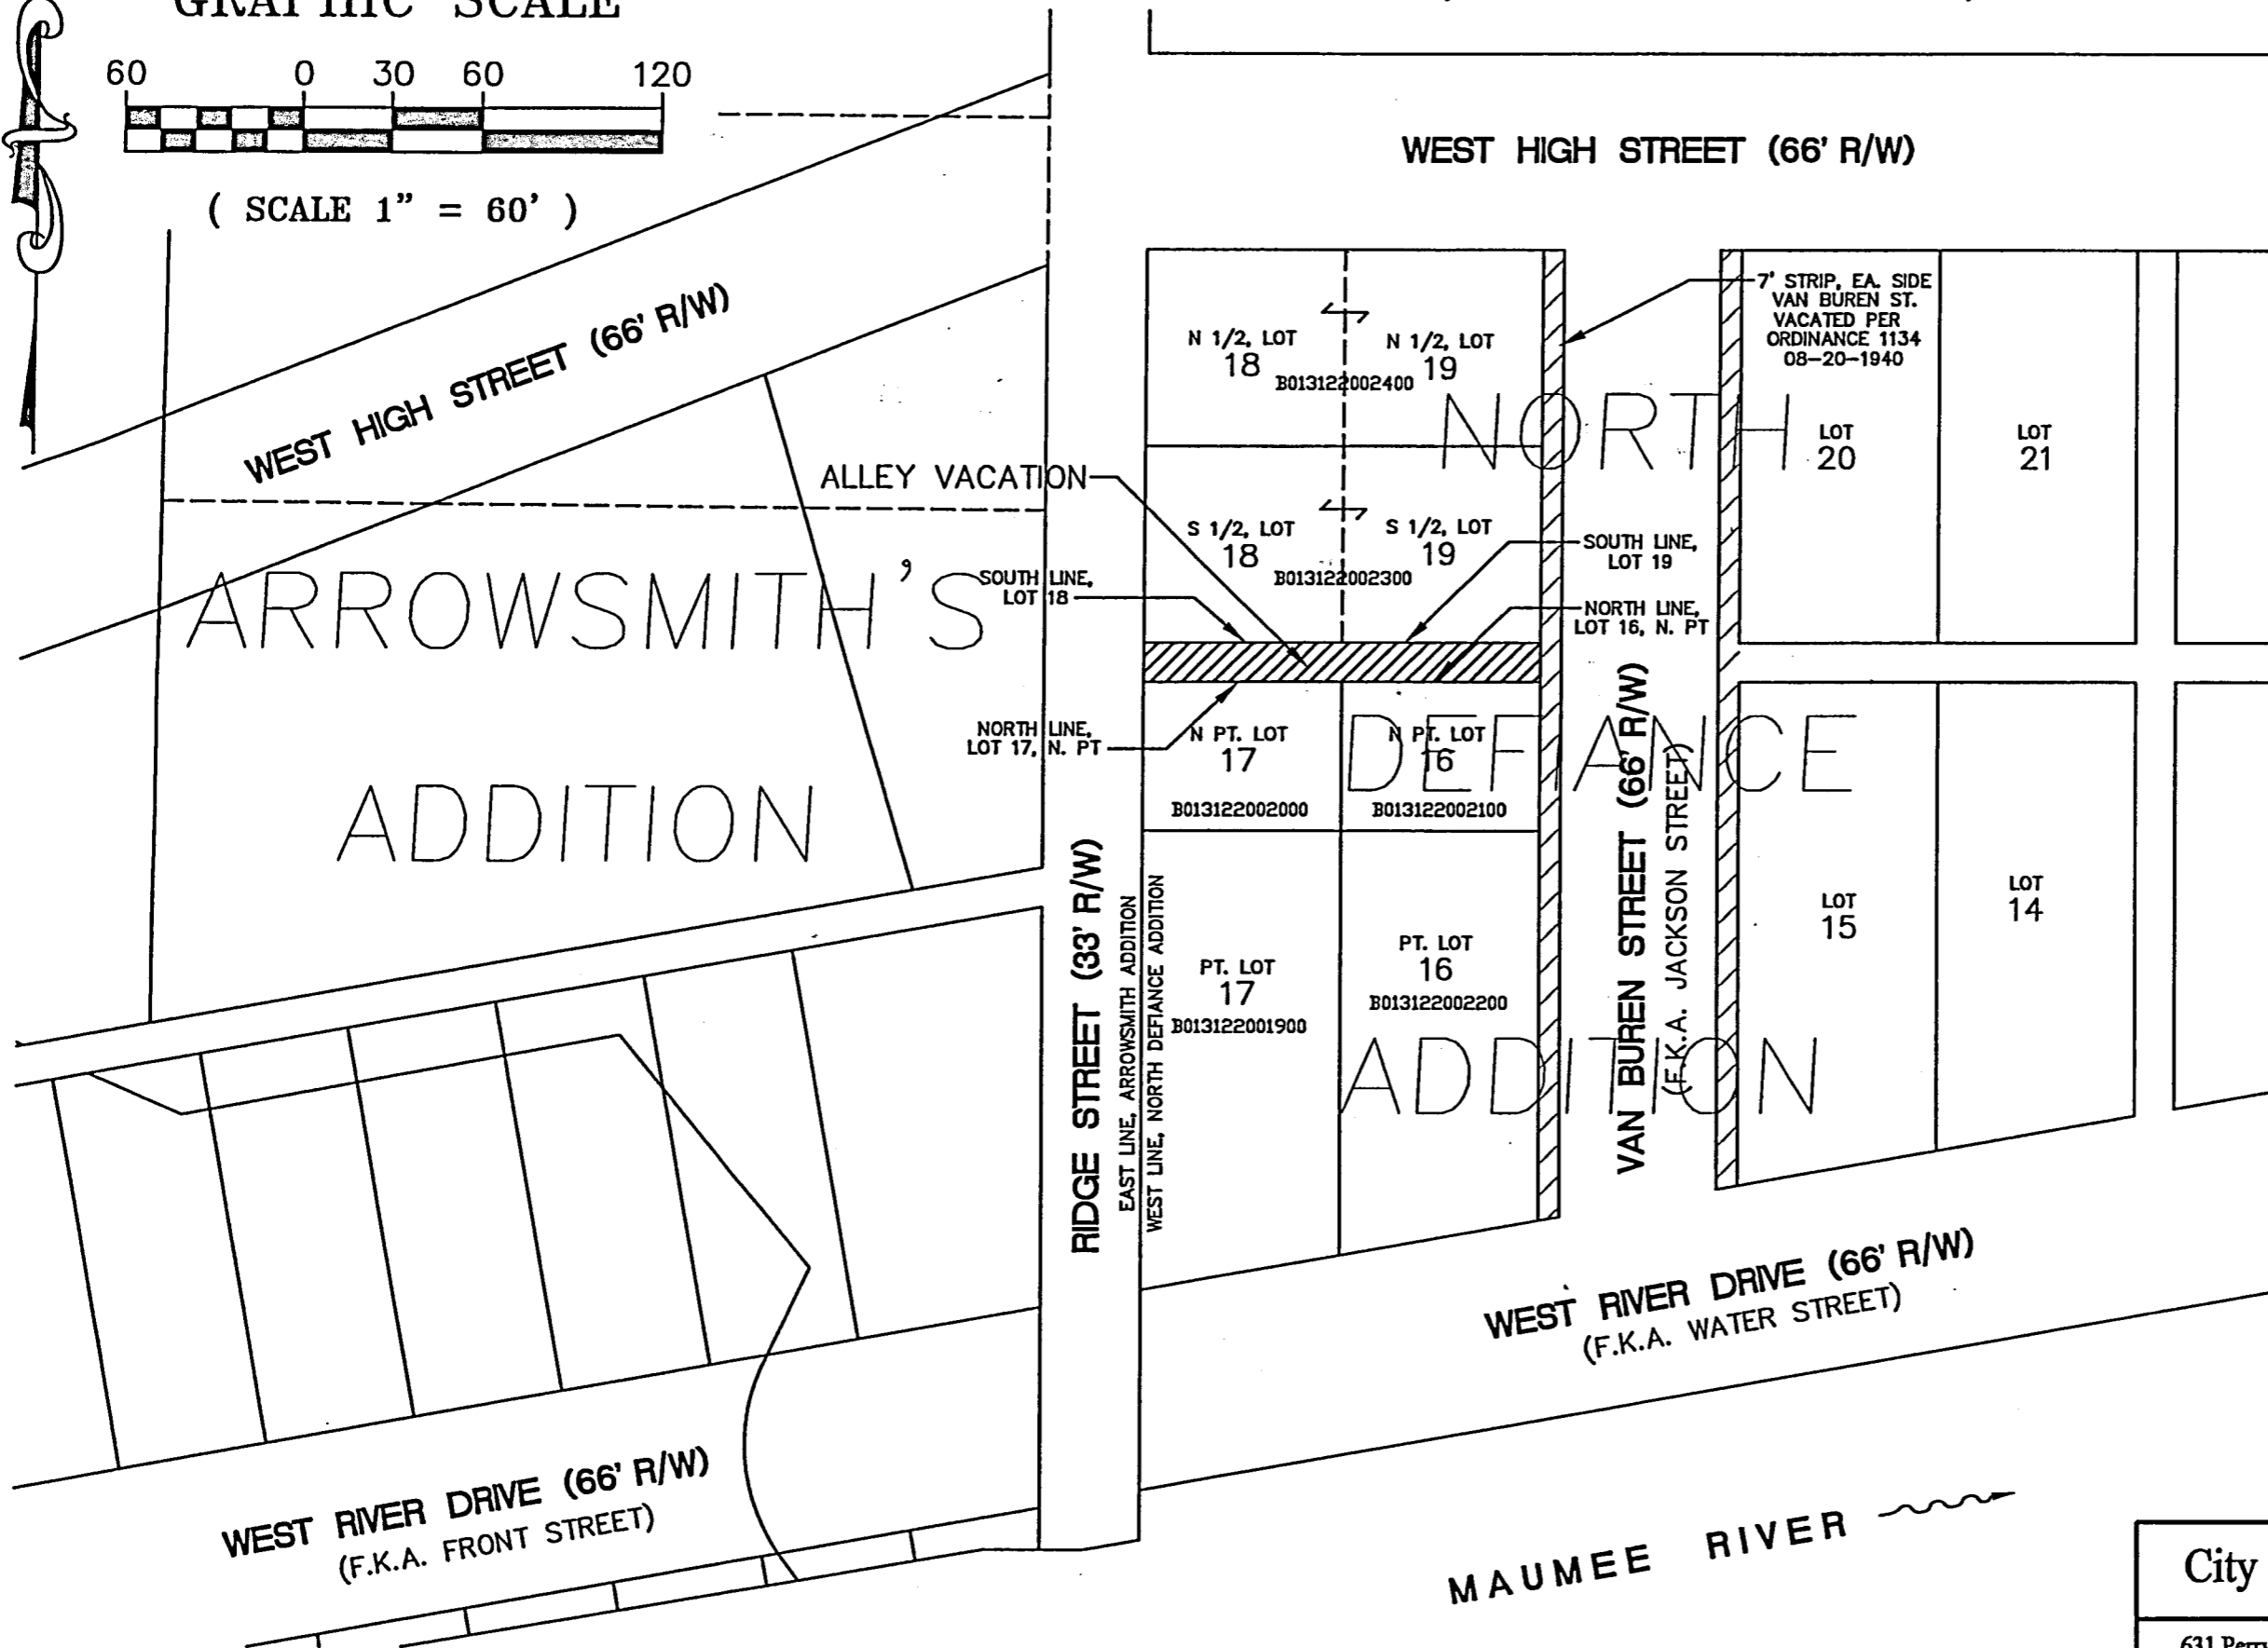 GRAPHIC SCALE
60 0 30 60 120
( SCALE 1" = 60' )
WEST HIGH STREET (66' R/W)
WEST HIGH STREET (66' R/W)
7' STRIP, EA. SIDE
VAN BUREN ST.
VACATED PER
ORDINANCE 1134
08-20-1940
N 1/2, LOT
18
N 1/2, LOT
19
B013122002400
NORTH
LOT
20
LOT
21
ALLEY VACATION
S 1/2, LOT
18
S 1/2, LOT
19
B013122002300
SOUTH LINE,
LOT 19
SOUTH LINE,
LOT 18
NORTH LINE,
LOT 16, N. PT
ARROWSMITH'S
ADDITION
NORTH LINE,
LOT 17, N. PT
N PT. LOT
17
B013122002000
N PT. LOT
16
B013122002100
DEFIANCE
VAN BUREN STREET (66' R/W)
(F.K.A. JACKSON STREET)
RIDGE STREET (33' R/W)
EAST LINE, ARROWSMITH ADDITION
WEST LINE, NORTH DEFIANCE ADDITION
PT. LOT
17
B013122001900
PT. LOT
16
B013122002200
LOT
15
LOT
14
ADDITION
WEST RIVER DRIVE (66' R/W)
(F.K.A. WATER STREET)
WEST RIVER DRIVE (66' R/W)
(F.K.A. FRONT STREET)
MAUMEE RIVER
City
631 Perry